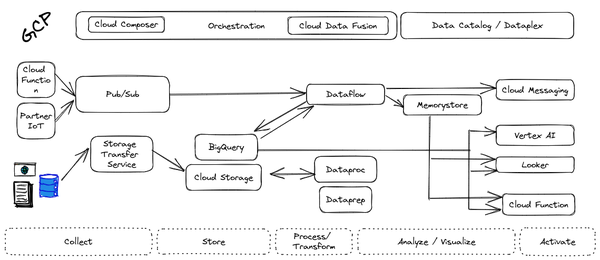 GCP
Cloud Composer
Orchestration
Cloud Data Fusion
Data Catalog / Dataplex
Cloud
Functio
n
Partner
IoT
Pub/Sub
Dataflow
Memorystore
Cloud Messaging
Storage
Transfer
Service
BigQuery
Cloud Storage
Dataproc
Dataprep
Vertex AI
Looker
Cloud Function
Collect
Store
Process/
Transform
Analyze / Visualize
Activate